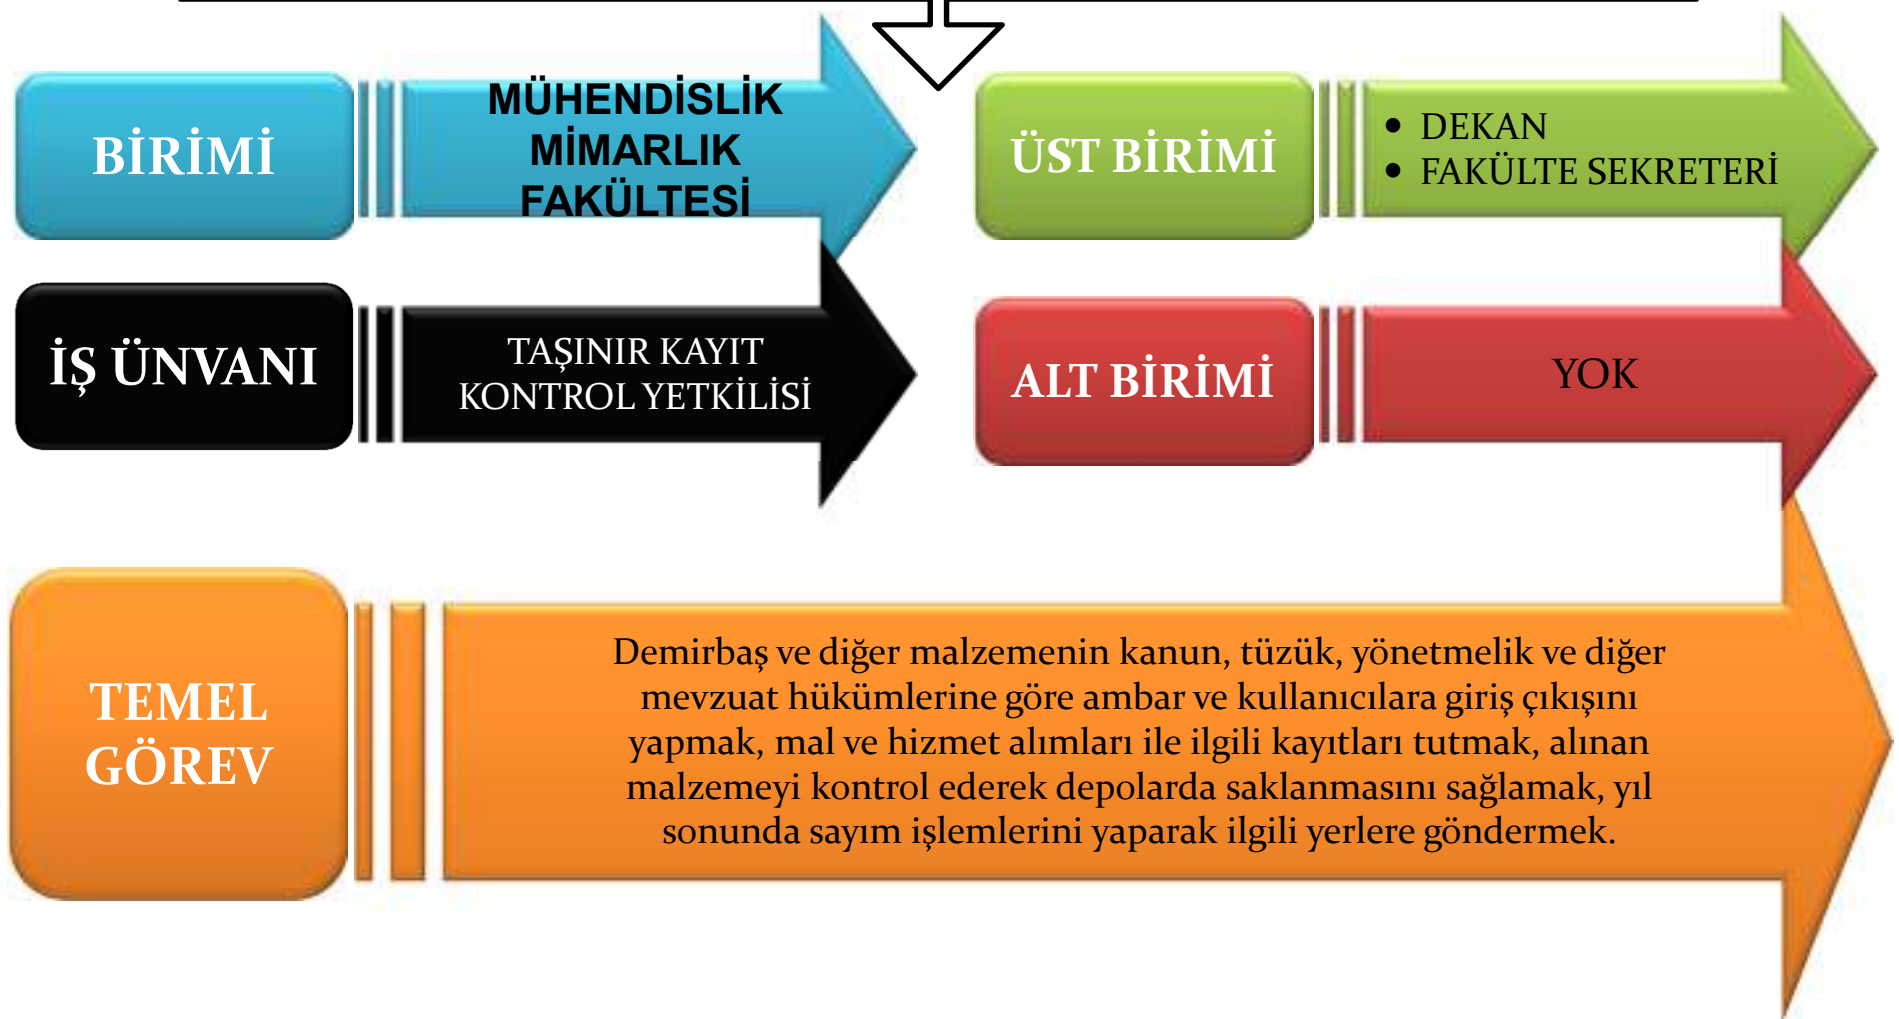 BİRİMİ
MÜHENDİSLİK
MİMARLIK
FAKÜLTESİ
ÜST BİRİMİ
• DEKAN
• FAKÜLTE SEKRETERİ
İŞ ÜNVANI
TAŞINIR KAYIT
KONTROL YETKİLİSİ
ALT BİRİMİ
YOK
TEMEL
GÖREV
Demirbaş ve diğer malzemenin kanun, tüzük, yönetmelik ve diğer
mevzuat hükümlerine göre ambar ve kullanıcılara giriş çıkışını
yapmak, mal ve hizmet alımları ile ilgili kayıtları tutmak, alınan
malzemeyi kontrol ederek depolarda saklanmasını sağlamak, yıl
sonunda sayım işlemlerini yaparak ilgili yerlere göndermek.